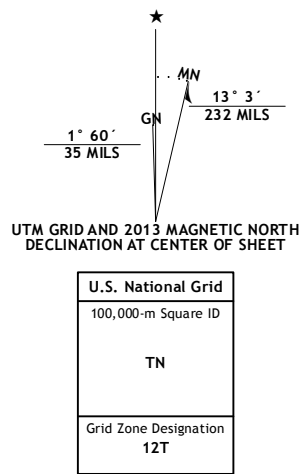 ★
MN
GN
13° 3´
232 MILS
1° 60´
35 MILS
UTM GRID AND 2013 MAGNETIC NORTH
DECLINATION AT CENTER OF SHEET
U.S. National Grid
100,000-m Square ID
TN
Grid Zone Designation
12T